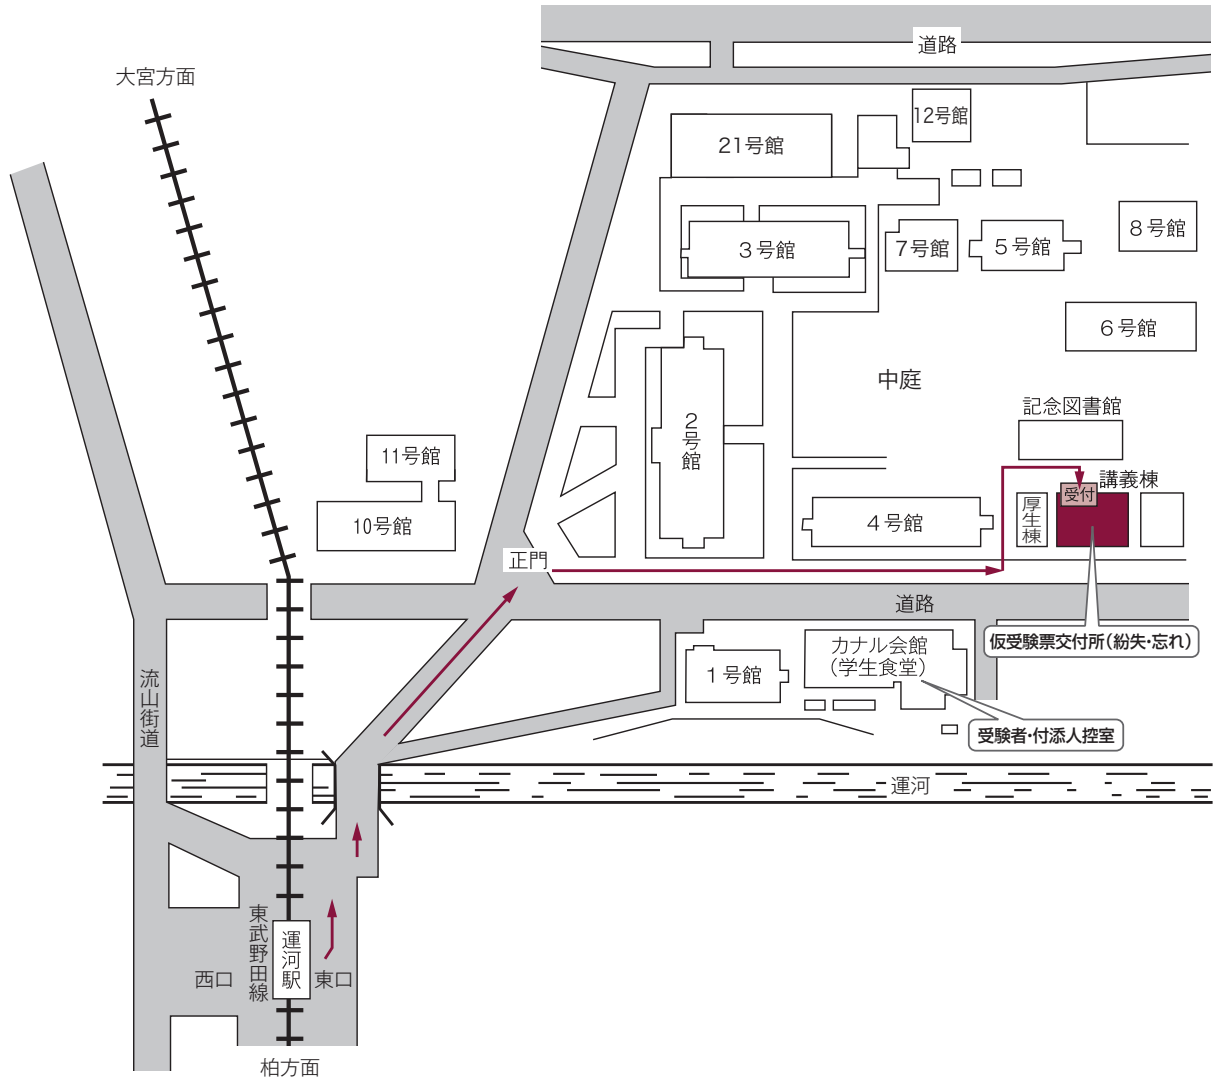 道路
大宮方面
12号館
21号館
8号館
3号館
7号館
5号館
6号館
中庭
記念図書館
2号館
11号館
講義棟
受付
10号館
4号館
厚生棟
正門
道路
仮受験票交付所(紛失・忘れ)
カナル会館
(学生食堂)
1号館
流山街道
受験者・付添人控室
運河
東武野田線
運河駅
西口
東口
柏方面